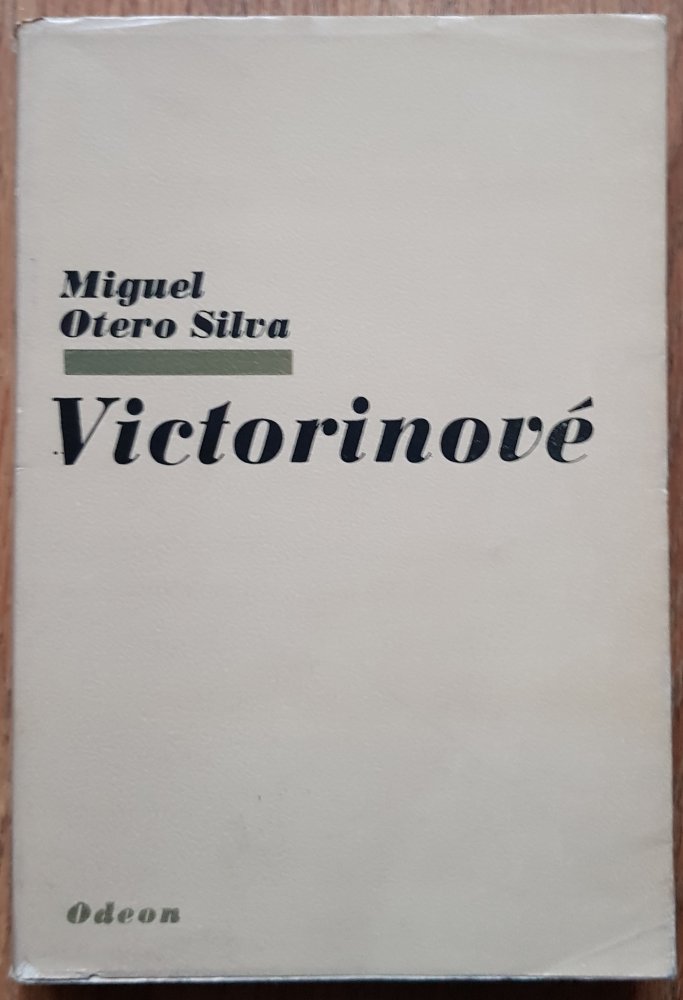 Miguel
Otero Silva
Victorinové
Odeon